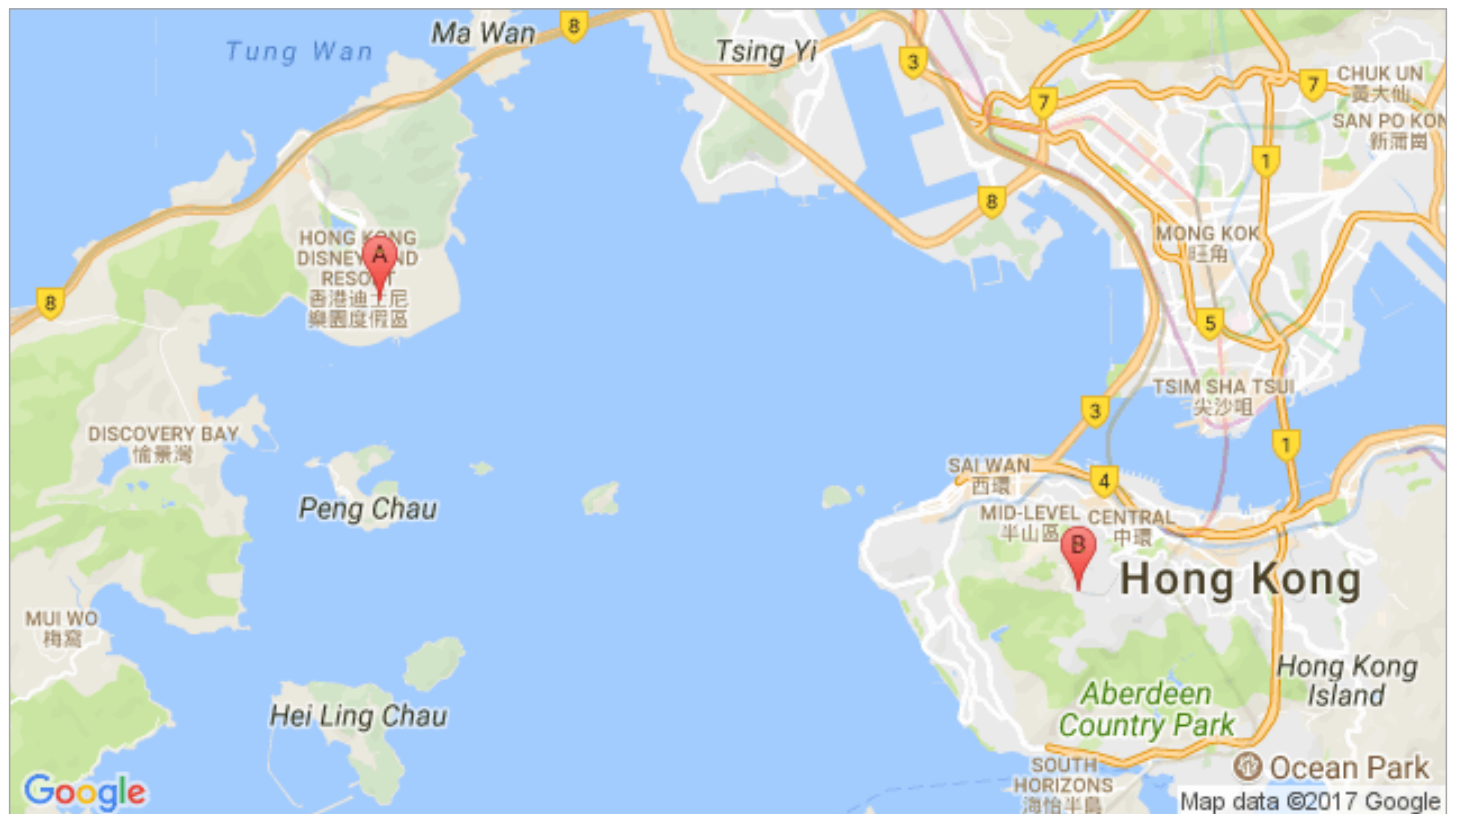 Tung Wan
Ma Wan
8
Tsing Yi
3
7
7
CHUK UN
黃大仙
SAN PO KON
新蒲崗
1
8
HONG KONG
DISNEYLAND
RESORT
香港迪士尼
樂園度假區
A
MONG KOK
旺角
8
5
TSIM SHA TSUI
尖沙咀
3
DISCOVERY BAY
愉景灣
1
SAI WAN
西環
4
Peng Chau
MID-LEVEL
半山區
CENTRAL
中環
B
Hong Kong
MUI WO
梅窩
Hong Kong
Island
Aberdeen
Country Park
Hei Ling Chau
SOUTH
HORIZONS
海怡半島
Ocean Park
Google
Map data ©2017 Google